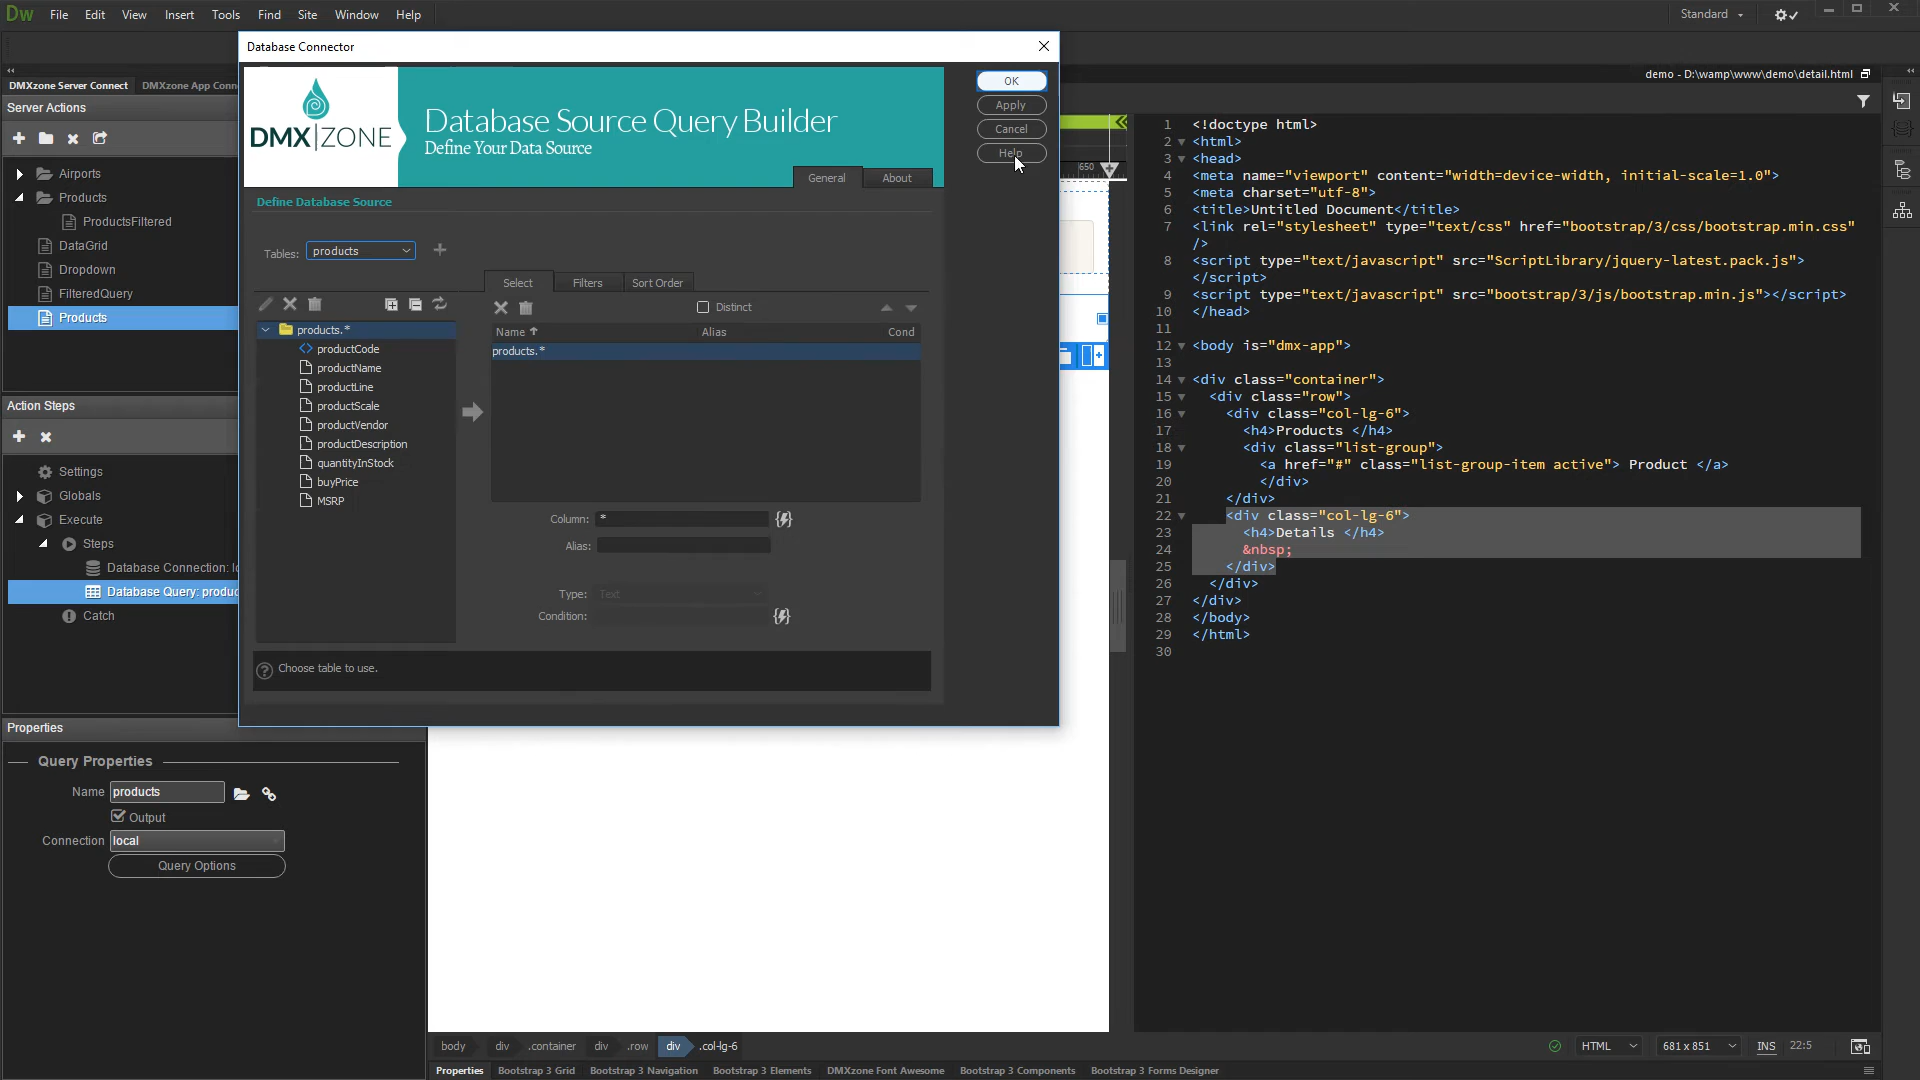 Dw File Edit View Insert Tools Find Site Window Help
Standard
Database Connector
DMXzone Server Connect DMXzone App Conn
Server Actions
Airports
Products
ProductsFiltered
DataGrid
Dropdown
FilteredQuery
Products
Action Steps
Settings
Globals
Execute
Steps
Database Connection: lo
Database Query: produc
Catch
Properties
Query Properties
Name products
Output
Connection local
Query Options
DMX|ZONE
Database Source Query Builder
Define Your Data Source
General About
OK
Apply
Cancel
Help
Define Database Source
Tables: products
Select Filters Sort Order
Distinct
Name Alias Cond
products.*
products.*
productCode
productName
productLine
productScale
productVendor
productDescription
quantityInStock
buyPrice
MSRP
Column: *
Alias:
Type: Text
Condition:
Choose table to use.
650
demo - D:\wamp\www\demo\detail.html
1 <!doctype html>
2 <html>
3 <head>
4 <meta name="viewport" content="width=device-width, initial-scale=1.0">
5 <meta charset="utf-8">
6 <title>Untitled Document</title>
7 <link rel="stylesheet" type="text/css" href="bootstrap/3/css/bootstrap.min.css"
/>
8 <script type="text/javascript" src="ScriptLibrary/jquery-latest.pack.js">
</script>
9 <script type="text/javascript" src="bootstrap/3/js/bootstrap.min.js"></script>
10 </head>
11
12 <body is="dmx-app">
13
14 <div class="container">
15 <div class="row">
16 <div class="col-lg-6">
17 <h4>Products </h4>
18 <div class="list-group">
19 <a href="#" class="list-group-item active"> Product </a>
20 </div>
21 </div>
22 <div class="col-lg-6">
23 <h4>Details </h4>
24 &nbsp;
25 </div>
26 </div>
27 </div>
28 </body>
29 </html>
30
body div .container div .row div .col-lg-6
HTML 681 x 851 INS 22:5
Properties Bootstrap 3 Grid Bootstrap 3 Navigation Bootstrap 3 Elements DMXzone Font Awesome Bootstrap 3 Components Bootstrap 3 Forms Designer